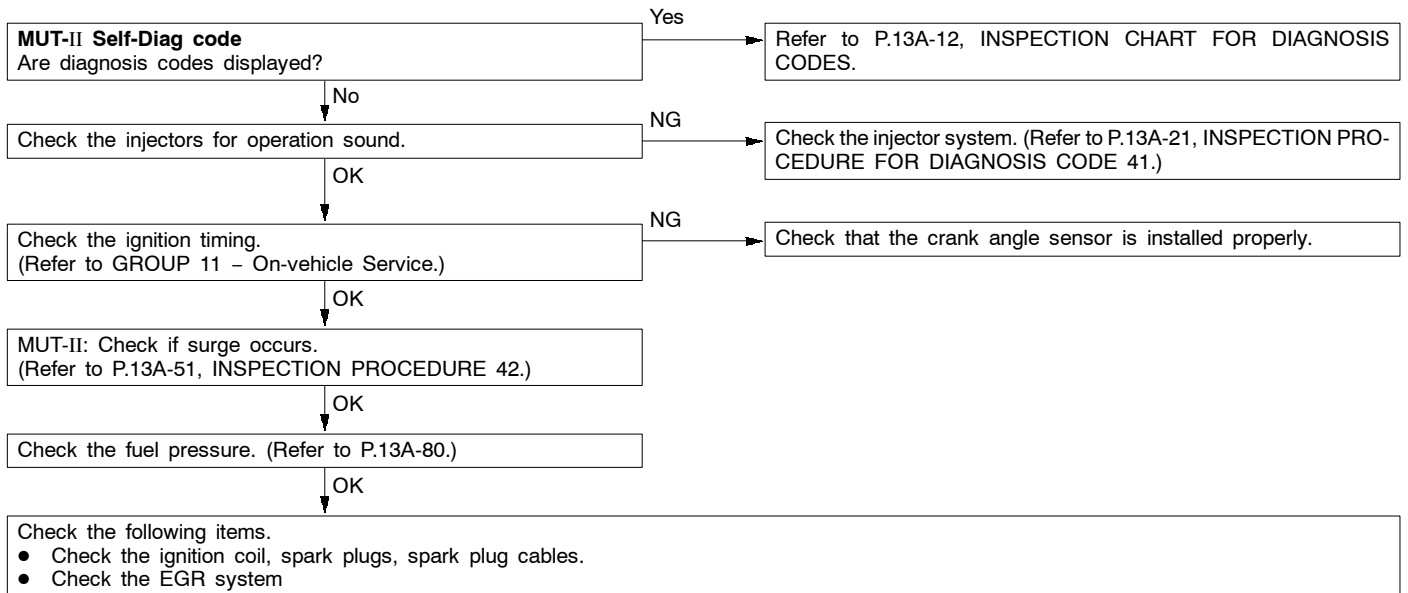 MUT-II Self-Diag code
Are diagnosis codes displayed?
Yes
Refer to P.13A-12, INSPECTION CHART FOR DIAGNOSIS
CODES.
No
Check the injectors for operation sound.
NG
Check the injector system. (Refer to P.13A-21, INSPECTION PRO-
CEDURE FOR DIAGNOSIS CODE 41.)
OK
Check the ignition timing.
(Refer to GROUP 11 – On-vehicle Service.)
NG
Check that the crank angle sensor is installed properly.
OK
MUT-II: Check if surge occurs.
(Refer to P.13A-51, INSPECTION PROCEDURE 42.)
OK
Check the fuel pressure. (Refer to P.13A-80.)
OK
Check the following items.
● Check the ignition coil, spark plugs, spark plug cables.
● Check the EGR system